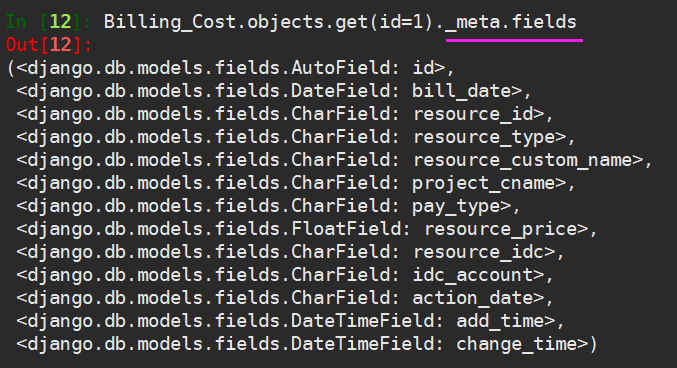 In [12]: Billing_Cost.objects.get(id=1)._meta.fields
Out[12]:
(<django.db.models.fields.AutoField: id>,
 <django.db.models.fields.DateField: bill_date>,
 <django.db.models.fields.CharField: resource_id>,
 <django.db.models.fields.CharField: resource_type>,
 <django.db.models.fields.CharField: resource_custom_name>,
 <django.db.models.fields.CharField: project_cname>,
 <django.db.models.fields.CharField: pay_type>,
 <django.db.models.fields.FloatField: resource_price>,
 <django.db.models.fields.CharField: resource_idc>,
 <django.db.models.fields.CharField: idc_account>,
 <django.db.models.fields.CharField: action_date>,
 <django.db.models.fields.DateTimeField: add_time>,
 <django.db.models.fields.DateTimeField: change_time>)